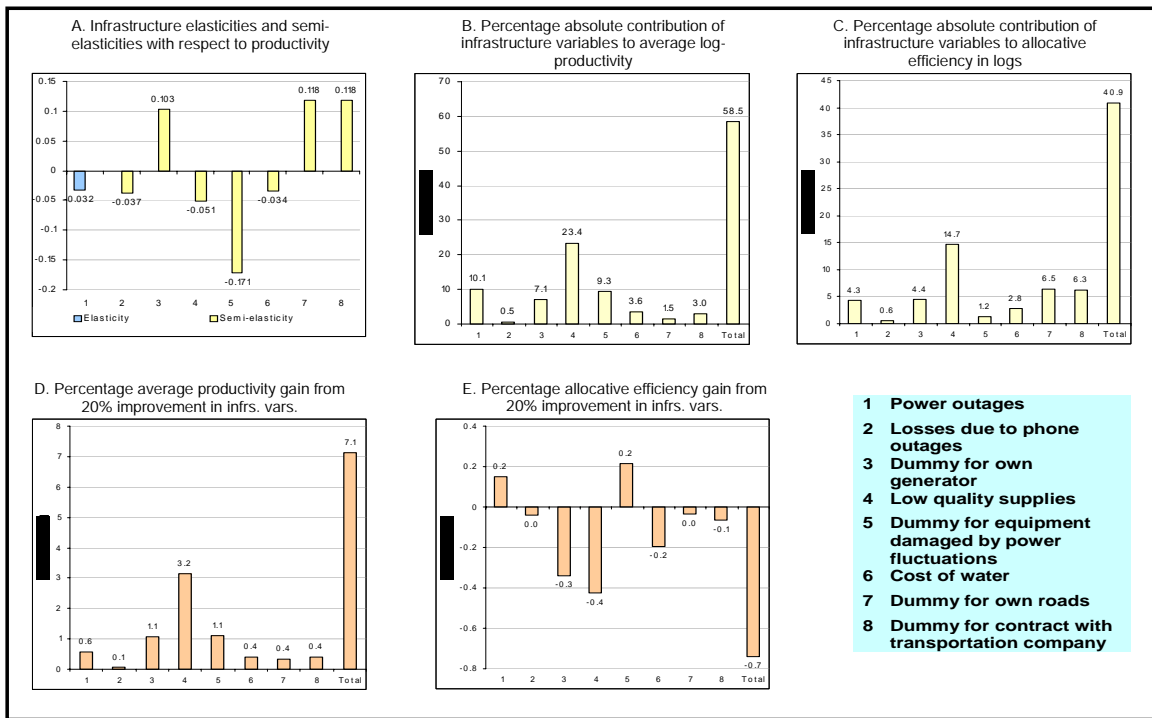 A. Infrastructure elasticities and semi-
elasticities with respect to productivity
0.15
0.1
0.05
0
-0.05
-0.1
-0.15
-0.2
0.103
0.118
0.118
-0.032
-0.037
-0.051
-0.171
-0.034
1 2 3 4 5 6 7 8
Elasticity Semi-elasticity
B. Percentage absolute contribution of
infrastructure variables to average log-
productivity
70
60
50
40
30
20
10
0
10.1
0.5
7.1
23.4
9.3
3.6
1.5
3.0
58.5
1 2 3 4 5 6 7 8 Total
C. Percentage absolute contribution of
infrastructure variables to allocative
efficiency in logs
45
40
35
30
25
20
15
10
5
0
4.3
0.6
4.4
14.7
1.2
2.8
6.5
6.3
40.9
1 2 3 4 5 6 7 8 Total
D. Percentage average productivity gain from
20% improvement in infrs. vars.
8
7
6
5
4
3
2
1
0
0.6
0.1
1.1
3.2
1.1
0.4
0.4
0.4
7.1
1 2 3 4 5 6 7 8 Total
E. Percentage allocative efficiency gain from
20% improvement in infrs. vars.
0.4
0.2
0
-0.2
-0.4
-0.6
-0.8
0.2
0.0
-0.3
-0.4
0.2
-0.2
0.0
-0.1
-0.7
1 2 3 4 5 6 7 8 Total
1 Power outages
2 Losses due to phone
outages
3 Dummy for own
generator
4 Low quality supplies
5 Dummy for equipment
damaged by power
fluctuations
6 Cost of water
7 Dummy for own roads
8 Dummy for contract with
transportation company